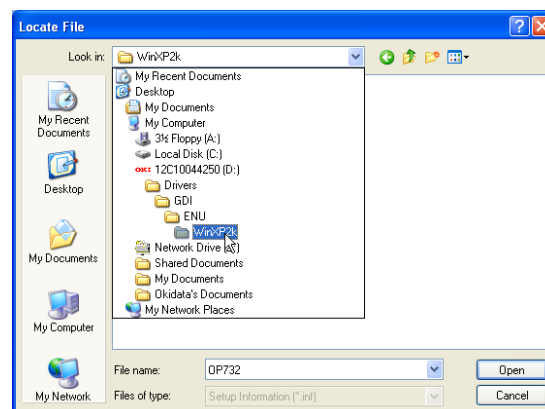 Locate File
?
Look in: WinXP2k
My Recent Documents
Desktop
My Documents
My Computer
3½ Floppy (A:)
Local Disk (C:)
OKI 12C10044250 (D:)
Drivers
GDI
ENU
WinXP2k
Network Drive
Shared Documents
My Documents
Okidata's Documents
My Network Places
My Recent
Documents
Desktop
My Documents
My Computer
My Network
File name: OP732 Open
Files of type: Setup Information (*.inf) Cancel